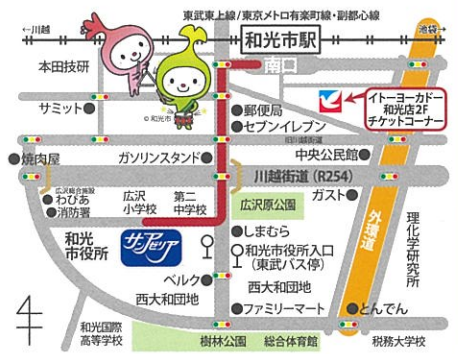 東武東上線/東京メトロ有楽町線・副都心線
←川越
池袋→
和光市駅
本田技研
南口
イトーヨーカドー
和光店2F
チケットコーナー
サミット
©和光市
郵便局
セブンイレブン
旧川越街道
焼肉屋
ガソリンスタンド
中央公民館
川越街道（R254）
広沢総合施設
わぴあ
消防署
広沢
小学校
第二
中学校
広沢原公園
ガスト
外環道
理化学研究所
和光
市役所
サンアゼリア
しまむら
和光市役所入口
（東武バス停）
ベルク
西大和団地
西大和団地
ファミリーマート
とんでん
和光国際
高等学校
樹林公園
総合体育館
税務大学校